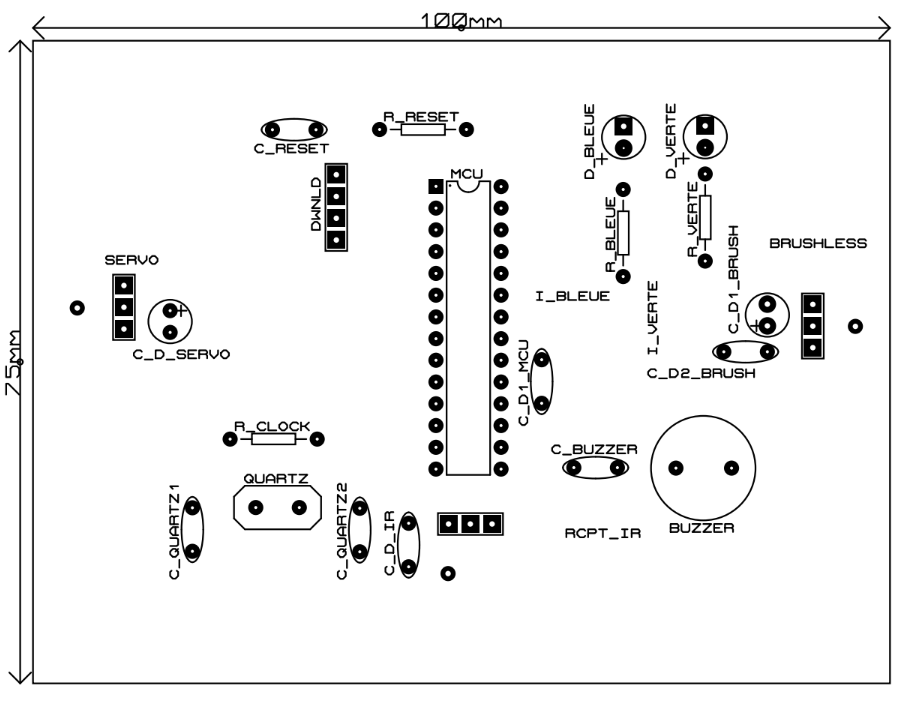 100mm
R_RESET
C_RESET
D_BLEUE
D_VERTE
MCU
DWNLD
R_BLEUE
R_VERTE
BRUSHLESS
SERVO
C_D1_BRUSH
I_BLEUE
I_VERTE
75mm
C_D_SERVO
C_D1_MCU
C_D2_BRUSH
R_CLOCK
C_BUZZER
QUARTZ
C_QUARTZ1
C_QUARTZ2
C_D_IR
RCPT_IR
BUZZER